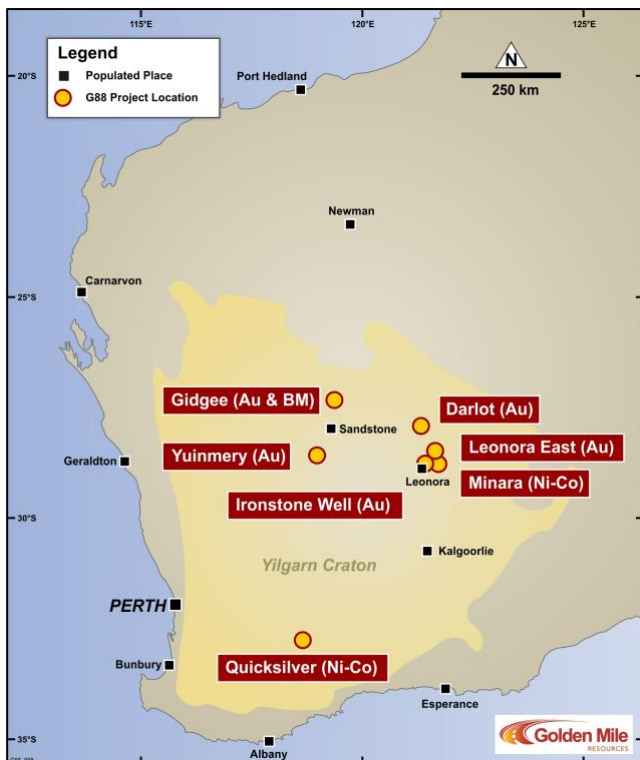 115°E
120°E
125°E
Legend
Populated Place
G88 Project Location
N
250 km
20°S
Port Hedland
Newman
Carnarvon
25°S
Gidgee (Au & BM)
Darlot (Au)
Sandstone
Yuinmery (Au)
Leonora East (Au)
Geraldton
Leonora
Minara (Ni-Co)
Ironstone Well (Au)
30°S
Kalgoorlie
Yilgarn Craton
PERTH
Bunbury
Quicksilver (Ni-Co)
Esperance
Golden Mile
RESOURCES
35°S
Albany